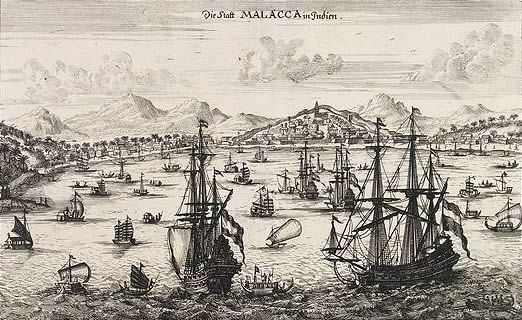 Die Statt MALACCA in Indien.